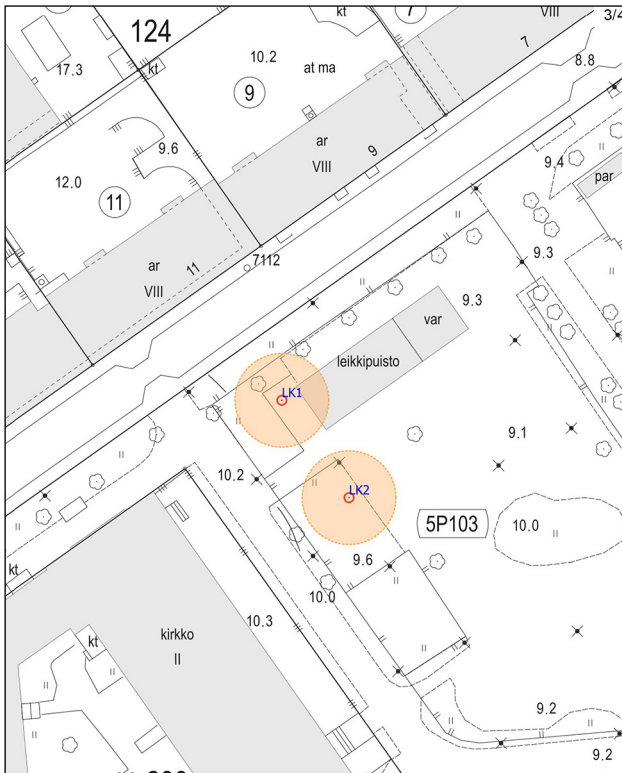 124
kt
7
VIII
3/4
10.2
at ma
17.3
kt
7
8.8
9
ar
VIII
9
9.6
9.4
12.0
par
11
9.3
7112
ar
VIII
11
9.3
var
leikkipuisto
LK1
9.1
10.2
LK2
5P103
10.0
9.6
kt
10.0
10.3
kirkko
II
kt
9.2
9.2